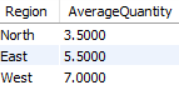 Region AverageQuantity
North 3.5000
East 5.5000
West 7.0000